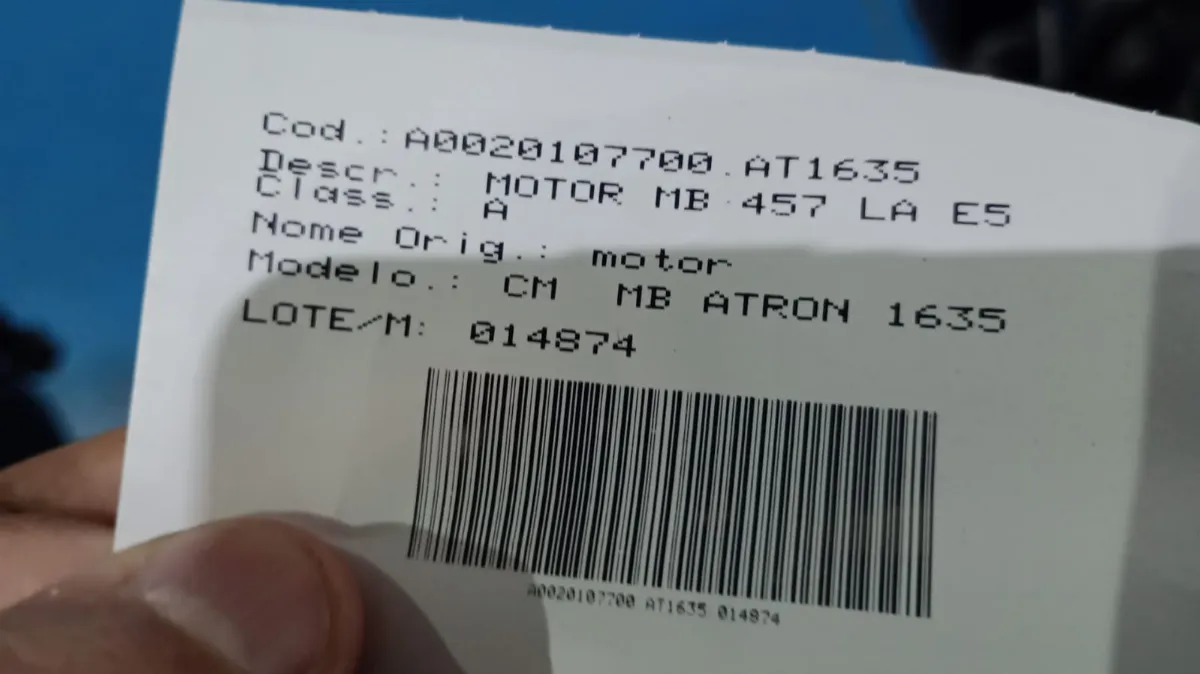 Cod.: A0020107700.AT1635
Descr.: MOTOR MB 457 LA E5
Class.: A
Nome Orig.: motor
Modelo.: CM MB ATRON 1635
LOTE/M: 014874
A0020107700 AT1635 014874